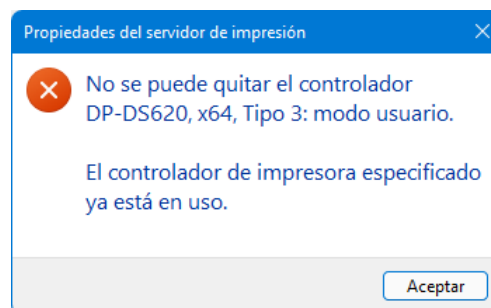 Propiedades del servidor de impresión
No se puede quitar el controlador
DP-DS620, x64, Tipo 3: modo usuario.
El controlador de impresora especificado
ya está en uso.
Aceptar